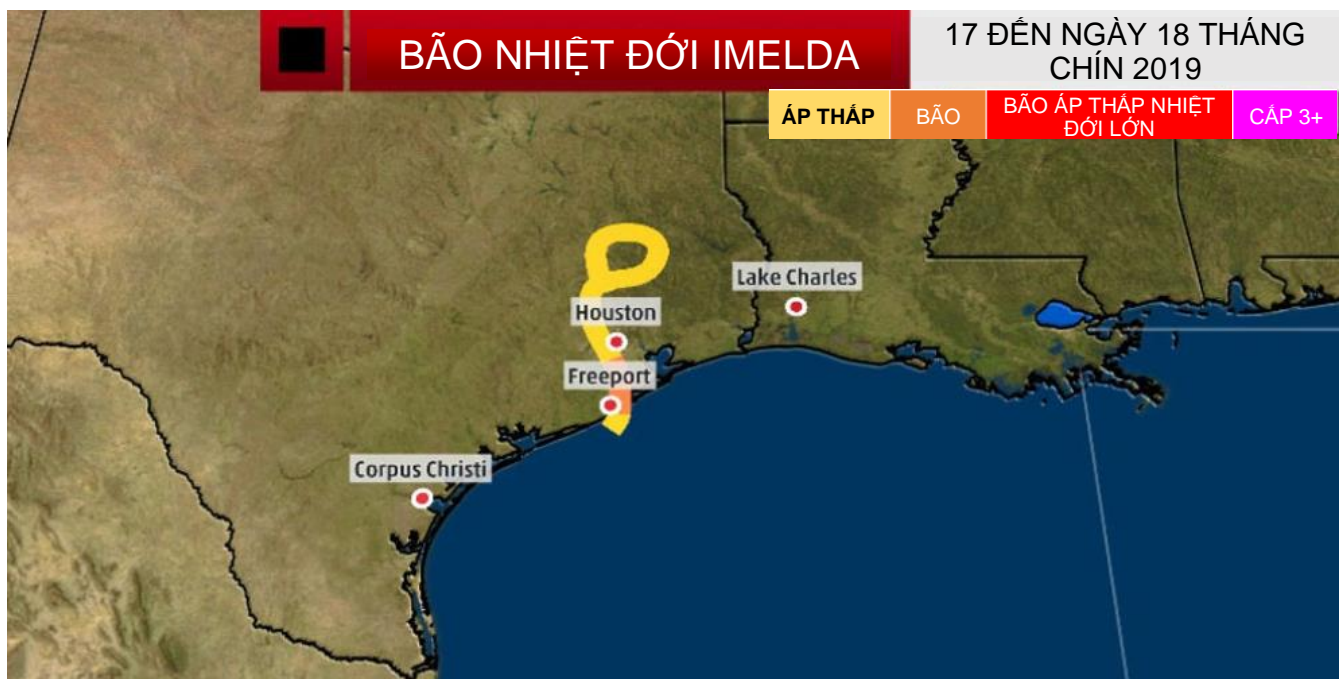 BÃO NHIỆT ĐỚI IMELDA
17 ĐẾN NGÀY 18 THÁNG
CHÍN 2019
ÁP THẤP
BÃO
BÃO ÁP THẤP NHIỆT
ĐỚI LỚN
CẤP 3+
Lake Charles
Houston
Freeport
Corpus Christi